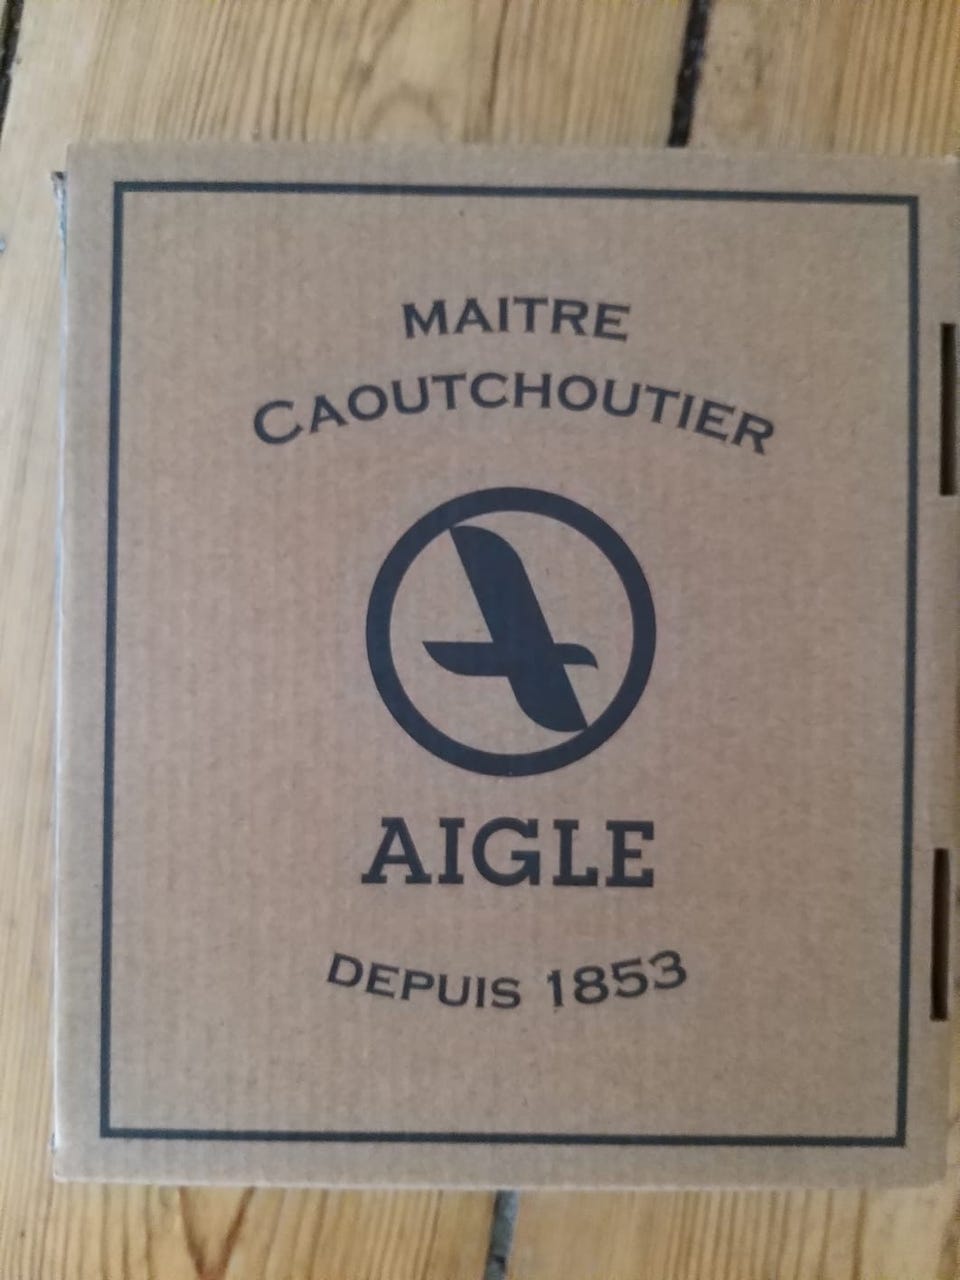 MAITRE
CAOUTCHOUTIER
AIGLE
DEPUIS 1853